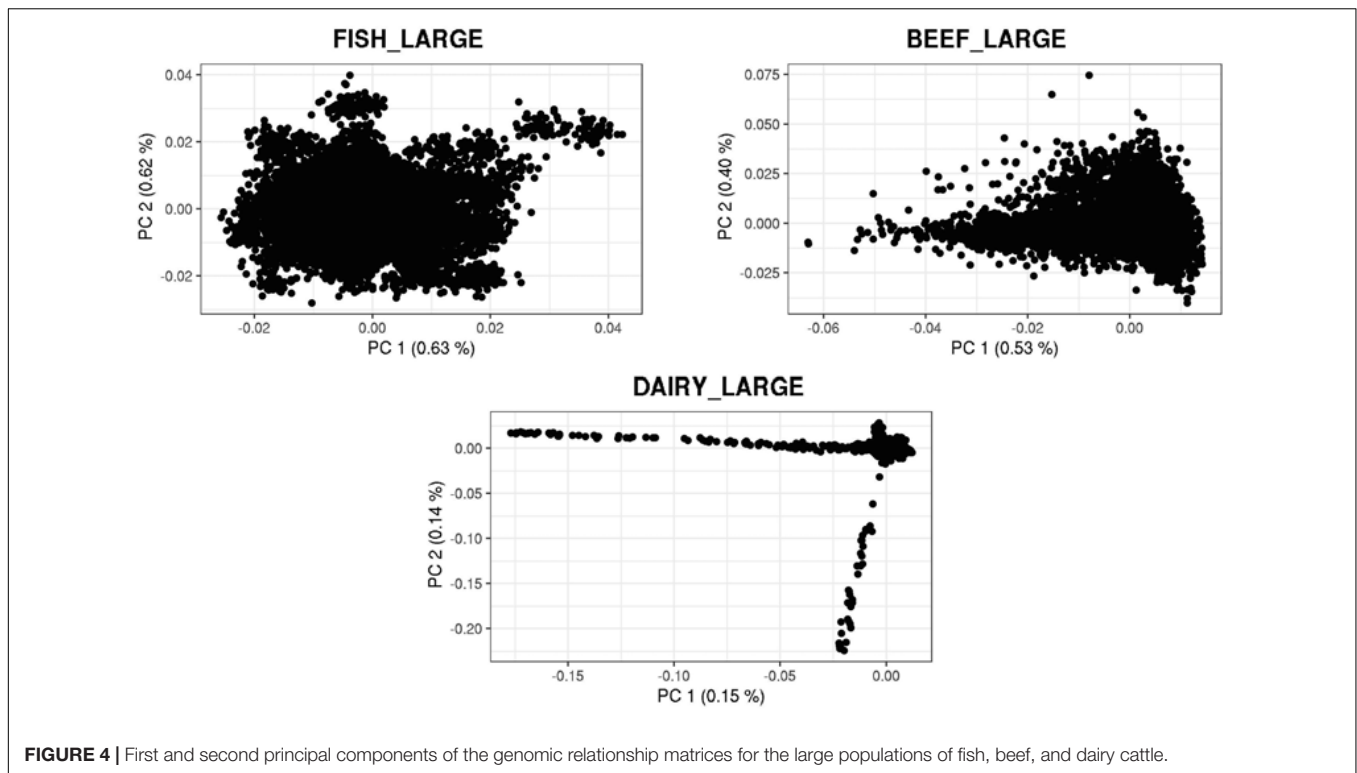 FISH_LARGE
0.04
0.02
0.00
-0.02
PC 2 (0.62 %)
-0.02 0.00 0.02 0.04
PC 1 (0.63 %)
BEEF_LARGE
0.075
0.050
0.025
0.000
-0.025
PC 2 (0.40 %)
-0.06 -0.04 -0.02 0.00
PC 1 (0.53 %)
DAIRY_LARGE
0.00
-0.05
-0.10
-0.15
-0.20
PC 2 (0.14 %)
-0.15 -0.10 -0.05 0.00
PC 1 (0.15 %)
FIGURE 4 | First and second principal components of the genomic relationship matrices for the large populations of fish, beef, and dairy cattle.